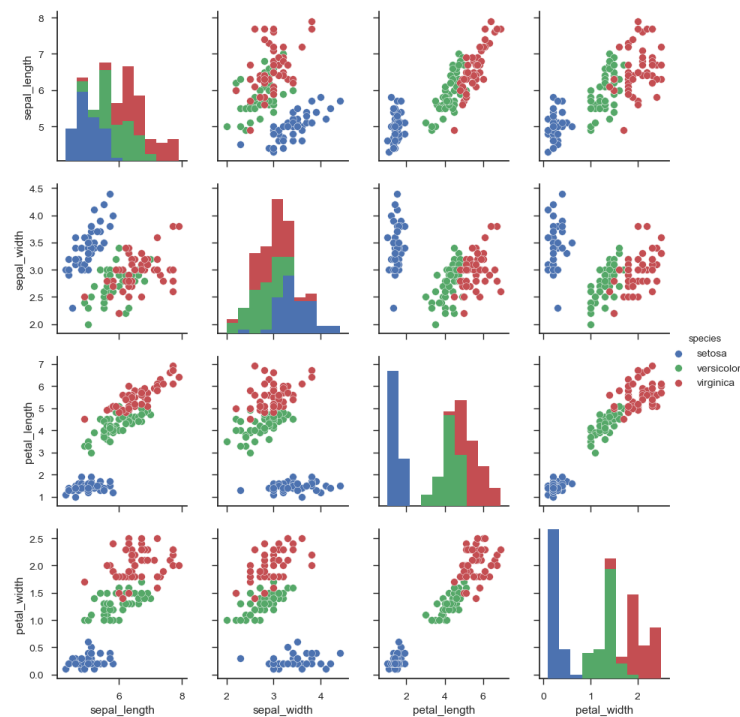 sepal_length
8
7
6
5
sepal_width
4.5
4.0
3.5
3.0
2.5
2.0
species
setosa
versicolor
virginica
petal_length
7
6
5
4
3
2
1
petal_width
2.5
2.0
1.5
1.0
0.5
0.0
6 8 2 3 4 2 4 6 0 1 2
sepal_length sepal_width petal_length petal_width